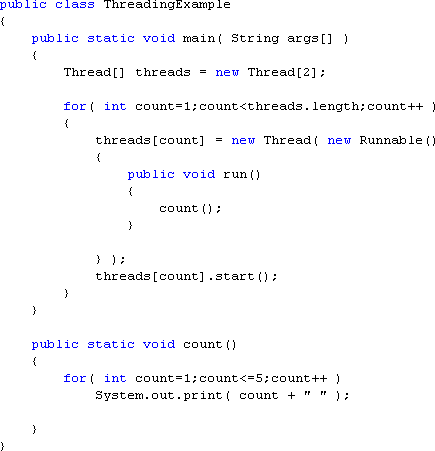 public class ThreadingExample
{
    public static void main( String args[] )
    {
        Thread[] threads = new Thread[2];

        for( int count=1;count<threads.length;count++ )
        {
            threads[count] = new Thread( new Runnable()
            {
                public void run()
                {
                    count();
                }

            } );
            threads[count].start();
        }
    }

    public static void count()
    {
        for( int count=1;count<=5;count++ )
            System.out.print( count + " " );

    }
}